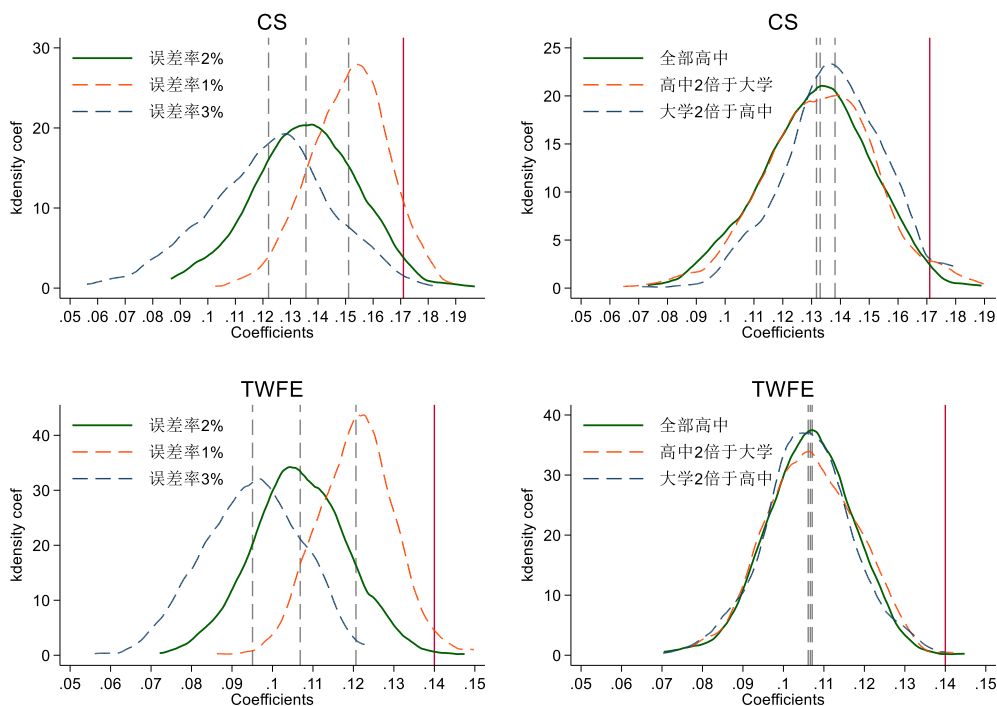 CS
30
20
10
0
kdensity coef
误差率2%
误差率1%
误差率3%
.05 .06 .07 .08 .09 .1 .11 .12 .13 .14 .15 .16 .17 .18 .19
Coefficients
CS
25
20
15
10
5
0
kdensity coef
全部高中
高中2倍于大学
大学2倍于高中
.05 .06 .07 .08 .09 .1 .11 .12 .13 .14 .15 .16 .17 .18 .19
Coefficients
TWFE
40
30
20
10
0
kdensity coef
误差率2%
误差率1%
误差率3%
.05 .06 .07 .08 .09 .1 .11 .12 .13 .14 .15
Coefficients
TWFE
40
30
20
10
0
kdensity coef
全部高中
高中2倍于大学
大学2倍于高中
.05 .06 .07 .08 .09 .1 .11 .12 .13 .14 .15
Coefficients